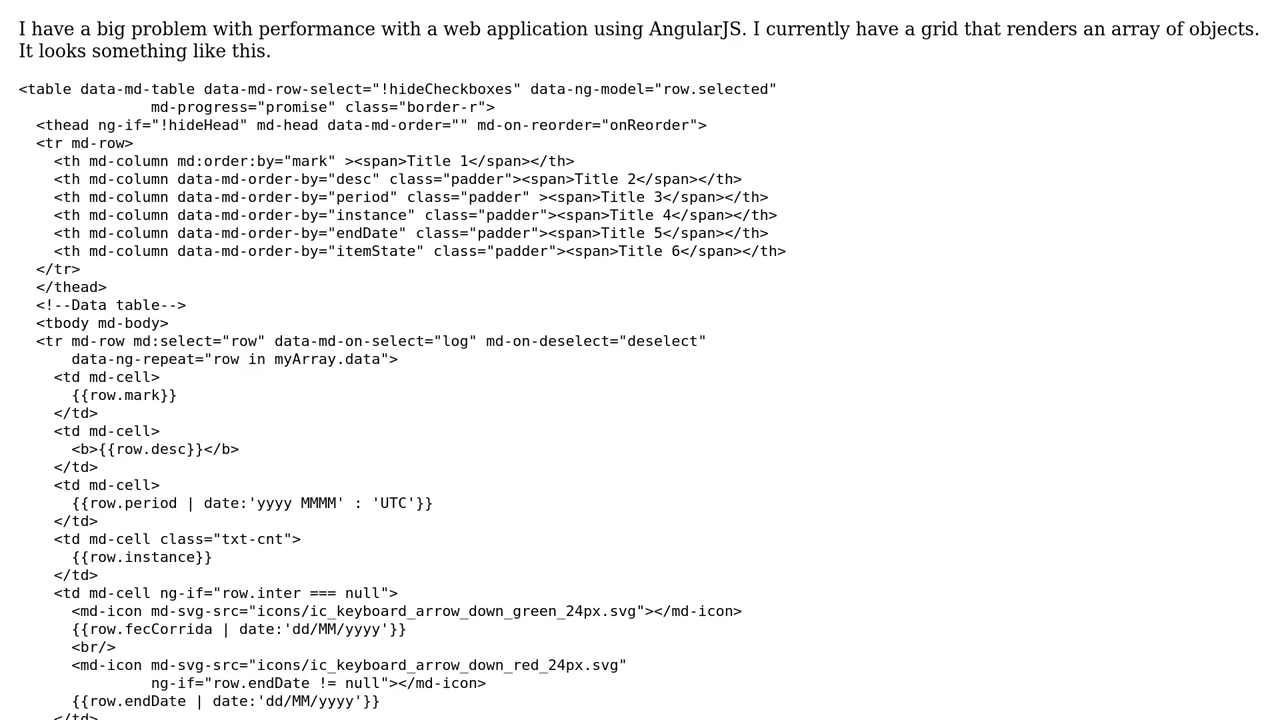 I have a big problem with performance with a web application using AngularJS. I currently have a grid that renders an array of objects.
It looks something like this.
<table data-md-table data-md-row-select="!hideCheckboxes" data-ng-model="row.selected"
               md-progress="promise" class="border-r">
  <thead ng-if="!hideHead" md-head data-md-order="" md-on-reorder="onReorder">
  <tr md-row>
    <th md-column md:order:by="mark" ><span>Title 1</span></th>
    <th md-column data-md-order-by="desc" class="padder"><span>Title 2</span></th>
    <th md-column data-md-order-by="period" class="padder" ><span>Title 3</span></th>
    <th md-column data-md-order-by="instance" class="padder"><span>Title 4</span></th>
    <th md-column data-md-order-by="endDate" class="padder"><span>Title 5</span></th>
    <th md-column data-md-order-by="itemState" class="padder"><span>Title 6</span></th>
  </tr>
  </thead>
  <!--Data table-->
  <tbody md-body>
  <tr md-row md:select="row" data-md-on-select="log" md-on-deselect="deselect"
      data-ng-repeat="row in myArray.data">
    <td md-cell>
      {{row.mark}}
    </td>
    <td md-cell>
      <b>{{row.desc}}</b>
    </td>
    <td md-cell>
      {{row.period | date:'yyyy MMMM' : 'UTC'}}
    </td>
    <td md-cell class="txt-cnt">
      {{row.instance}}
    </td>
    <td md-cell ng-if="row.inter === null">
      <md-icon md-svg-src="icons/ic_keyboard_arrow_down_green_24px.svg"></md-icon>
      {{row.fecCorrida | date:'dd/MM/yyyy'}}
      <br/>
      <md-icon md-svg-src="icons/ic_keyboard_arrow_down_red_24px.svg"
               ng-if="row.endDate != null"></md-icon>
      {{row.endDate | date:'dd/MM/yyyy'}}
    </td>